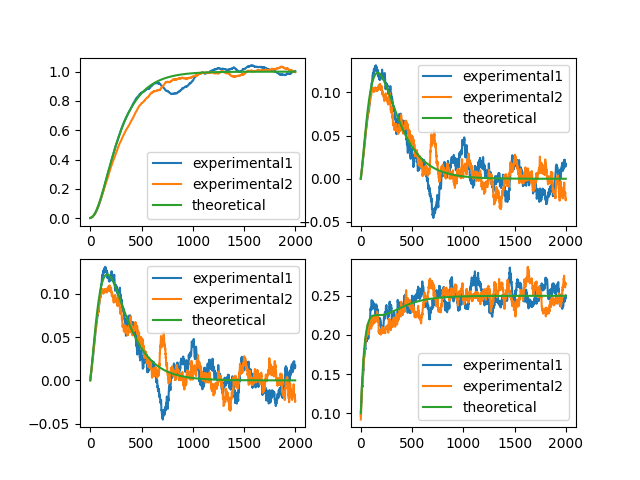 1.0
0.8
0.6
0.4
0.2
0.0
experimental1
experimental2
theoretical
0 500 1000 1500 2000
0.10
0.05
0.00
−0.05
experimental1
experimental2
theoretical
0 500 1000 1500 2000
0.10
0.05
0.00
−0.05
experimental1
experimental2
theoretical
0 500 1000 1500 2000
0.25
0.20
0.15
0.10
experimental1
experimental2
theoretical
0 500 1000 1500 2000